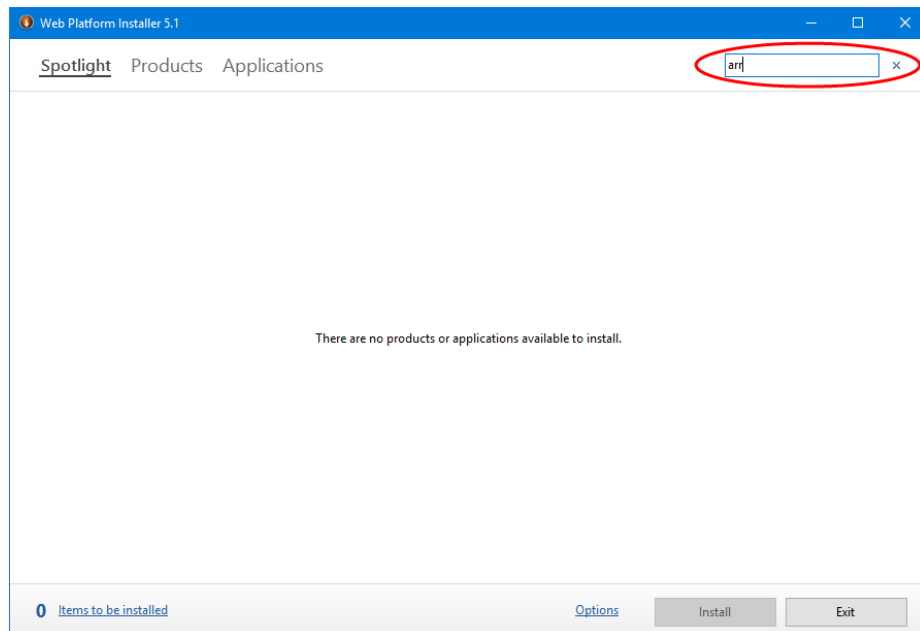 Web Platform Installer 5.1
Spotlight Products Applications arr
There are no products or applications available to install.
0 Items to be installed Options Install Exit